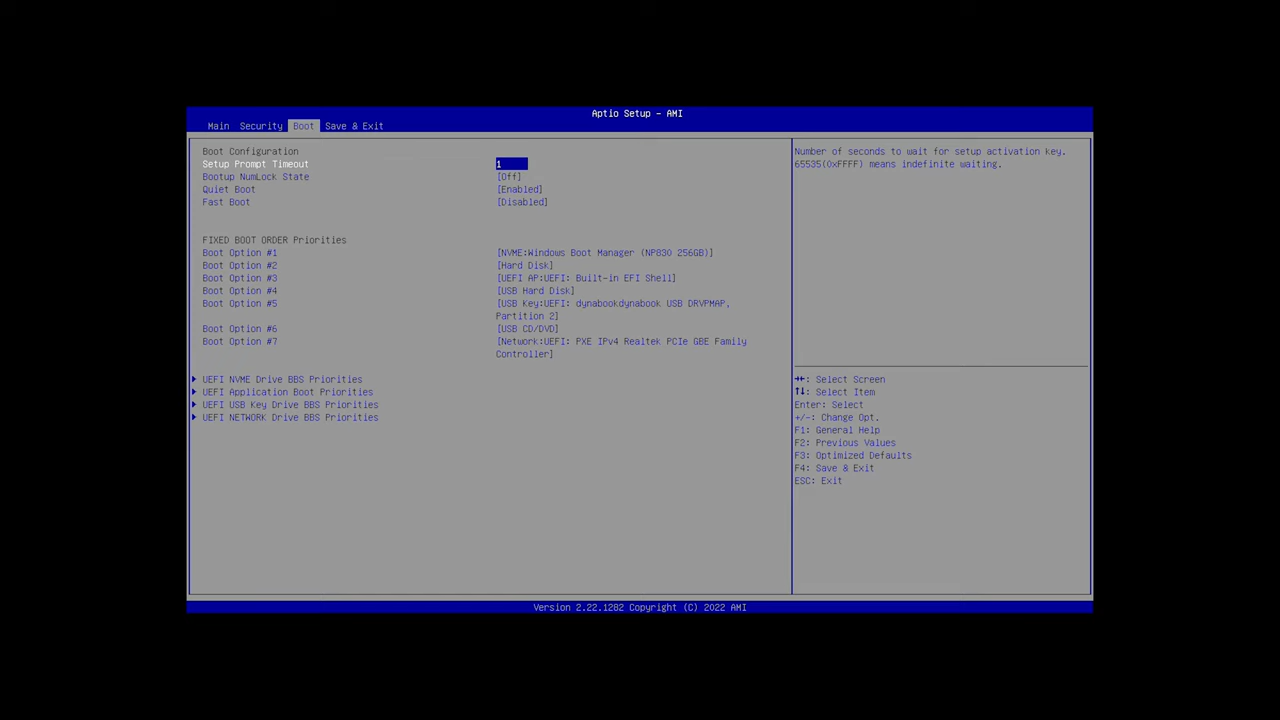 Aptio Setup - AMI
Main Security Boot Save & Exit
Boot Configuration
Setup Prompt Timeout 1
Bootup NumLock State [Off]
Quiet Boot [Enabled]
Fast Boot [Disabled]
FIXED BOOT ORDER Priorities
Boot Option #1 [NVME:Windows Boot Manager (NP830 256GB)]
Boot Option #2 [Hard Disk]
Boot Option #3 [UEFI AP:UEFI: Built-in EFI Shell]
Boot Option #4 [USB Hard Disk]
Boot Option #5 [USB Key:UEFI: dynabookdynabook USB DRVPMAP,
Partition 2]
Boot Option #6 [USB CD/DVD]
Boot Option #7 [Network:UEFI: PXE IPv4 Realtek PCIe GBE Family
Controller]
UEFI NVME Drive BBS Priorities
UEFI Application Boot Priorities
UEFI USB Key Drive BBS Priorities
UEFI NETWORK Drive BBS Priorities
Number of seconds to wait for setup activation key.
65535(0xFFFF) means indefinite waiting.
→←: Select Screen
↑↓: Select Item
Enter: Select
+/-: Change Opt.
F1: General Help
F2: Previous Values
F3: Optimized Defaults
F4: Save & Exit
ESC: Exit
Version 2.22.1282 Copyright (C) 2022 AMI